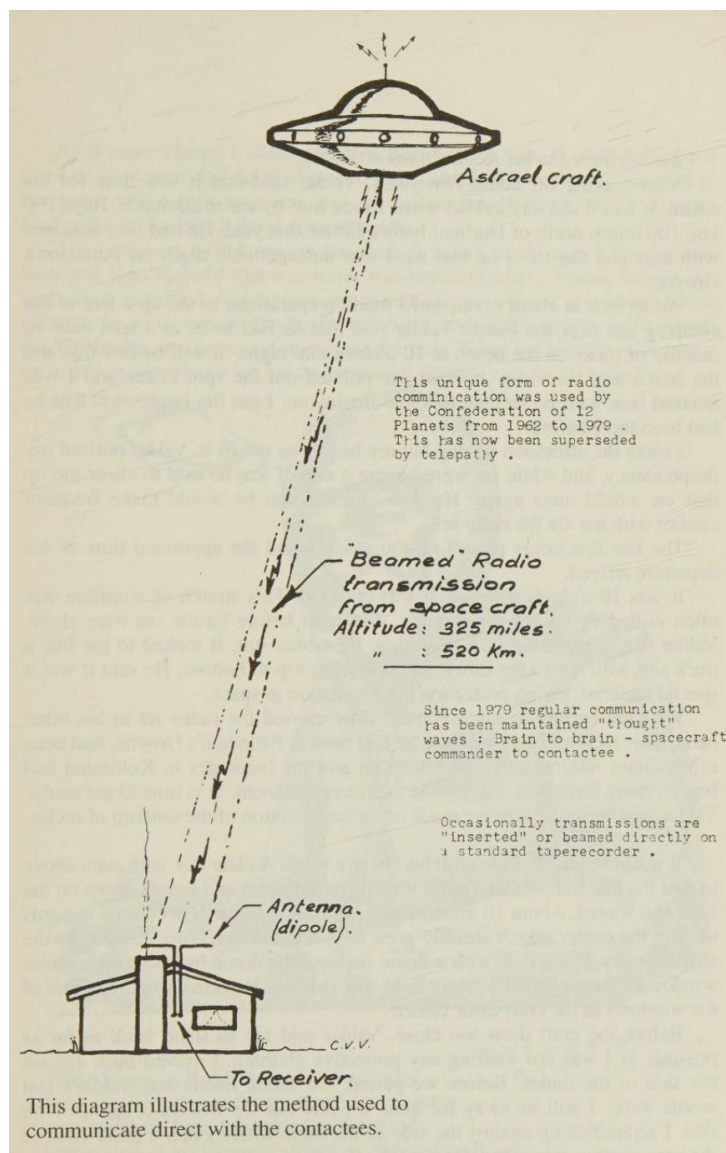 Astrael craft.
This unique form of radio
comminication was used by
the Confederation of 12
Planets from 1962 to 1979 .
This has now been superseded
by telepathy .
"Beamed" Radio
transmission
from space craft.
Altitude: 325 miles.
" : 520 Km.
Since 1979 regular communication
has been maintained "thought"
waves : Brain to brain - spacecraft
commander to contactee .
Occasionally transmissions are
"inserted" or beamed directly on
a standard taperecorder .
Antenna.
(dipole).
C.V.V.
To Receiver.
This diagram illustrates the method used to
communicate direct with the contactees.